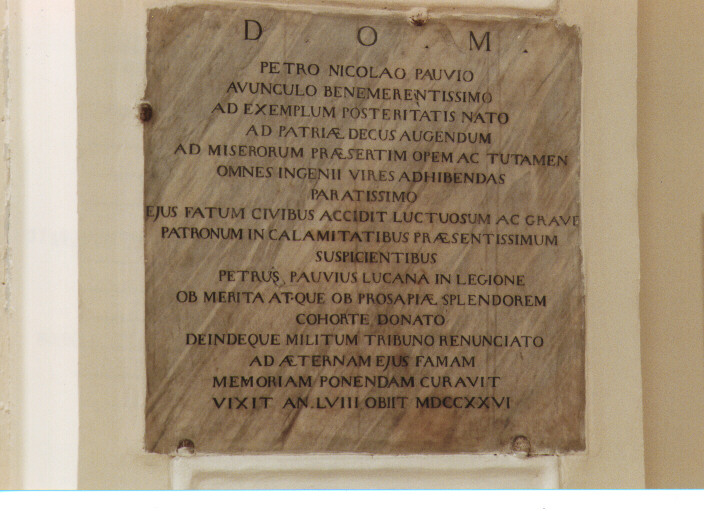 D O M
PETRO NICOLAO PAUVIO
AVUNCULO BENEMERENTISSIMO
AD EXEMPLUM POSTERITATIS NATO
AD PATRIÆ DECUS AUGENDUM
AD MISERORUM PRÆSERTIM OPEM AC TUTAMEN
OMNES INGENII VIRES ADHIBENDAS
PARATISSIMO
EJUS FATUM CIVIBUS ACCIDIT LUCTUOSUM AC GRAVE
PATRONUM IN CALAMITATIBUS PRÆSENTISSIMUM
SUSPICIENTIBUS
PETRUS PAUVIUS LUCANA IN LEGIONE
OB MERITA AT·QUE OB PROSAPIÆ SPLENDOREM
COHORTE DONATO
DEINDEQUE MILITUM TRIBUNO RENUNCIATO
AD ÆTERNAM EJUS FAMAM
MEMORIAM PONENDAM CURAVIT
VIXIT AN. LVIII OBIIT MDCCXXVI